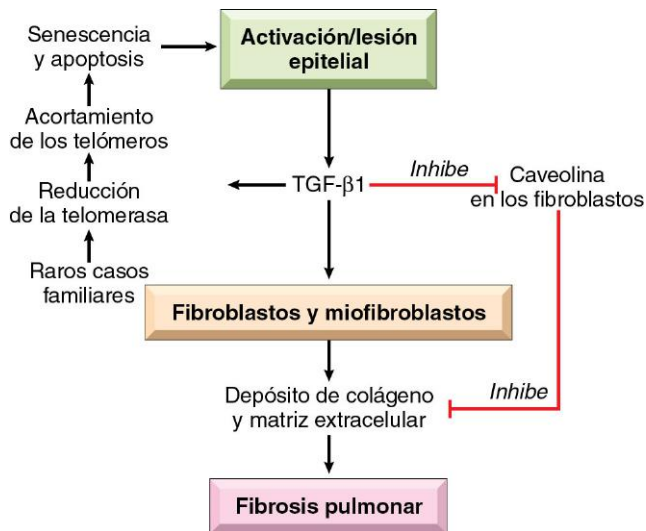 Senescencia
y apoptosis
Activación/lesión
epitelial
Acortamiento
de los telómeros
Reducción
de la telomerasa
Raros casos
familiares
TGF-β1
Inhibe
Caveolina
en los fibroblastos
Fibroblastos y miofibroblastos
Depósito de colágeno
y matriz extracelular
Inhibe
Fibrosis pulmonar